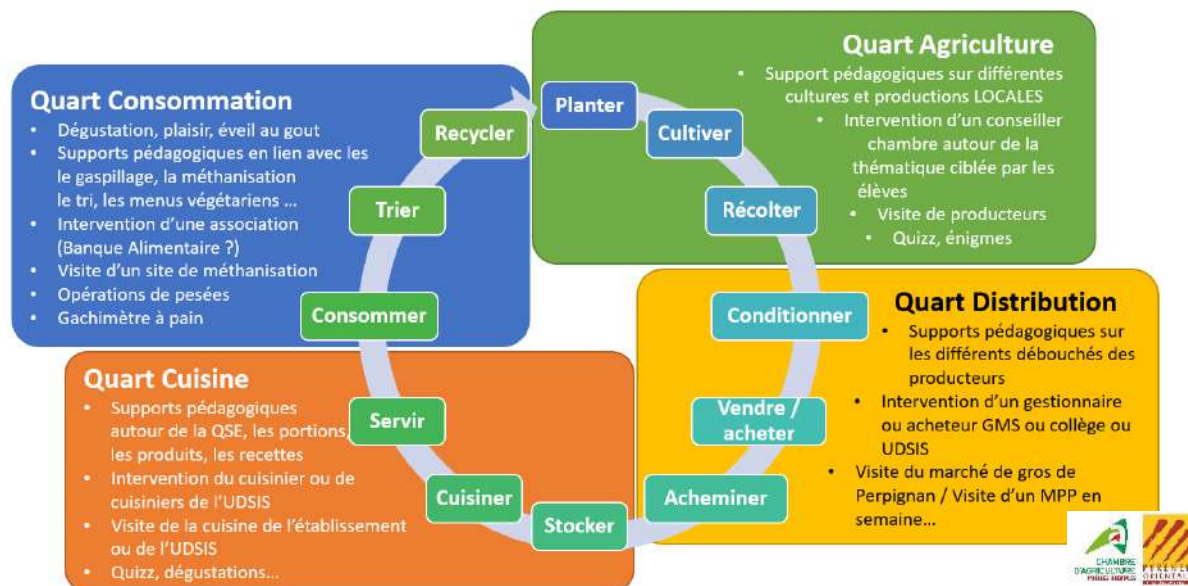 Quart Agriculture
• Support pédagogiques sur différentes
cultures et productions LOCALES
• Intervention d'un conseiller
chambre autour de la
thématique ciblée par les
élèves
• Visite de producteurs
• Quizz, énigmes
Quart Distribution
• Supports pédagogiques sur
les différents débouchés des
producteurs
• Intervention d'un gestionnaire
ou acheteur GMS ou collège ou
UDSIS
• Visite du marché de gros de
Perpignan / Visite d'un MPP en
semaine...
Quart Cuisine
• Supports pédagogiques
autour de la QSE, les portions,
les produits, les recettes
• Intervention du cuisinier ou de
cuisiniers de l'UDSIS
• Visite de la cuisine de l'établissement
ou de l'UDSIS
• Quizz, dégustations...
Quart Consommation
• Dégustation, plaisir, éveil au gout
• Supports pédagogiques en lien avec les
le gaspillage, la méthanisation
le tri, les menus végétariens ...
• Intervention d'une association
(Banque Alimentaire ?)
• Visite d'un site de méthanisation
• Opérations de pesées
• Gachimètre à pain
Planter
Cultiver
Récolter
Conditionner
Vendre /
acheter
Acheminer
Stocker
Cuisiner
Servir
Consommer
Trier
Recycler
CHAMBRE
D'AGRICULTURE